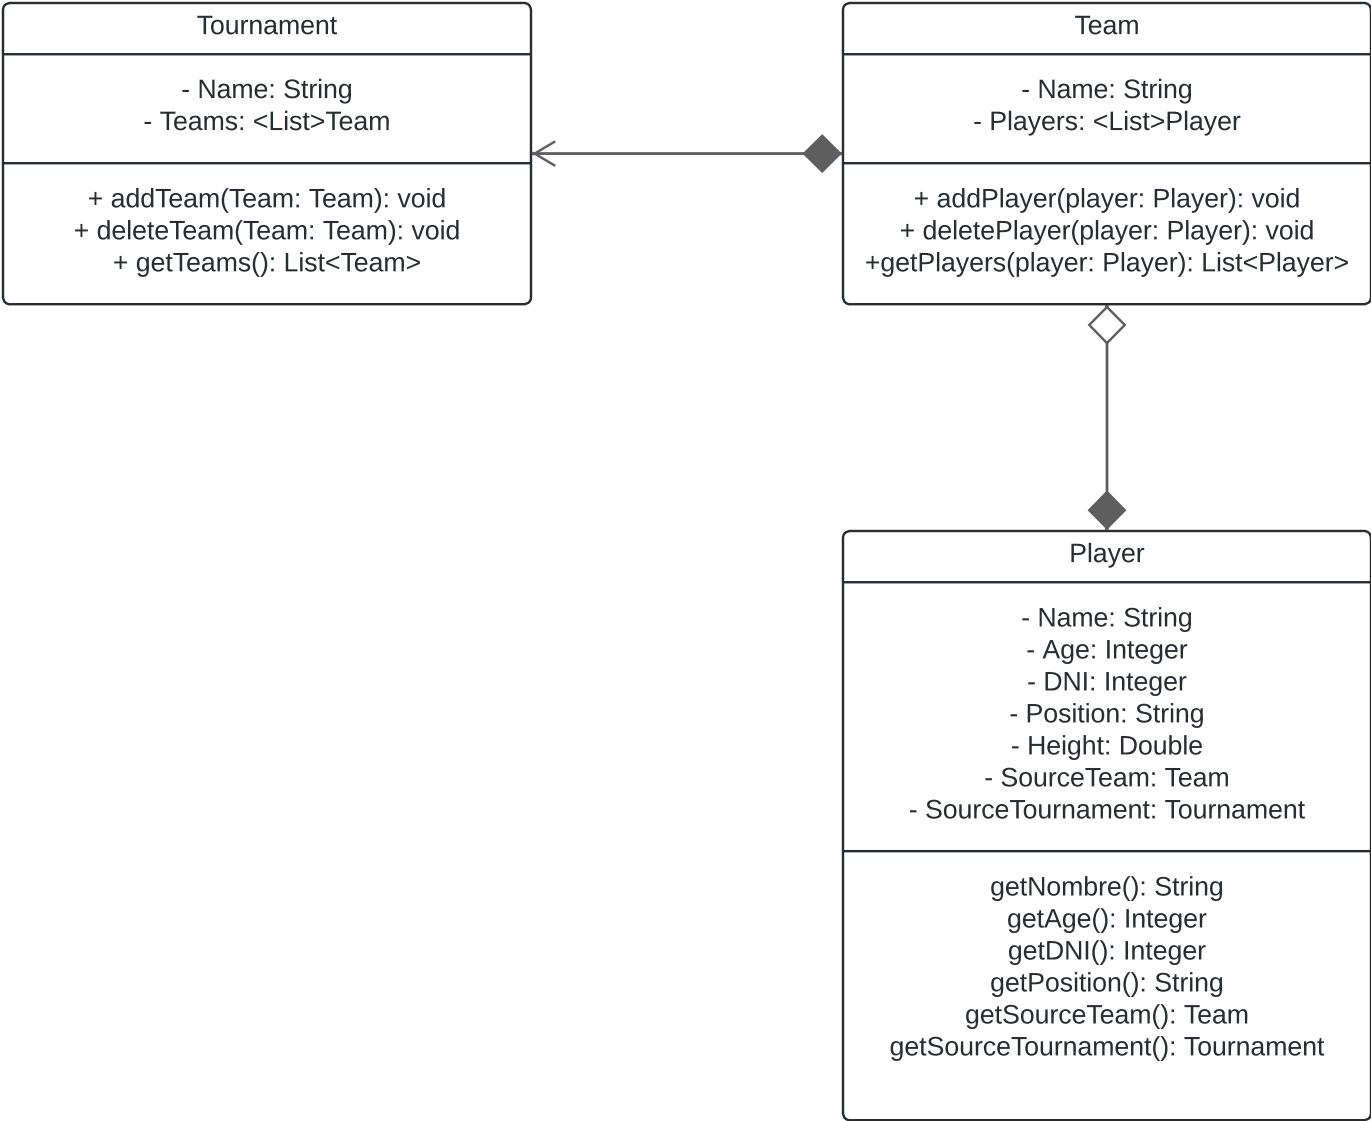 Tournament
- Name: String
- Teams: <List>Team
+ addTeam(Team: Team): void
+ deleteTeam(Team: Team): void
+ getTeams(): List<Team>
Team
- Name: String
- Players: <List>Player
+ addPlayer(player: Player): void
+ deletePlayer(player: Player): void
+getPlayers(player: Player): List<Player>
Player
- Name: String
- Age: Integer
- DNI: Integer
- Position: String
- Height: Double
- SourceTeam: Team
- SourceTournament: Tournament
getNombre(): String
getAge(): Integer
getDNI(): Integer
getPosition(): String
getSourceTeam(): Team
getSourceTournament(): Tournament